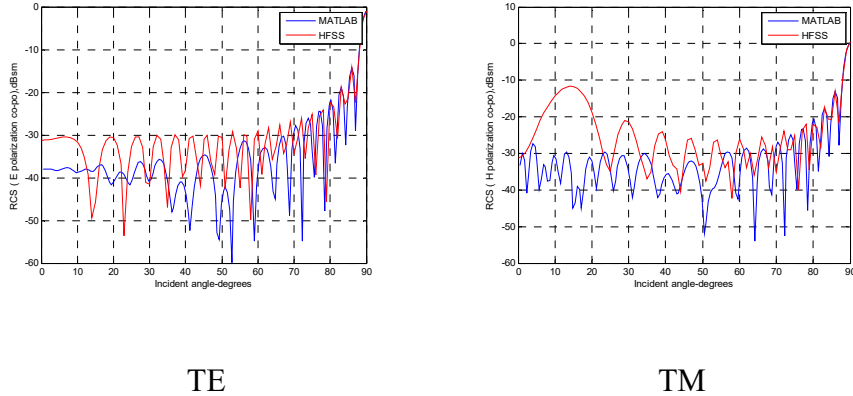 0
-10
-20
-30
-40
-50
-60
0 10 20 30 40 50 60 70 80 90
RCS ( E polarization co-po),dBsm
Incident angle-degrees
MATLAB
HFSS
10
0
-10
-20
-30
-40
-50
-60
0 10 20 30 40 50 60 70 80 90
RCS ( H polarization co-po),dBsm
Incident angle-degrees
MATLAB
HFSS
TE
TM